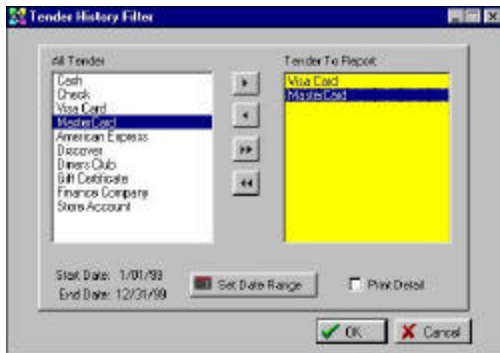 Tender History Filter
All Tender
Cash
Check
Visa Card
MasterCard
American Express
Discover
Diners Club
Gift Certificate
Finance Company
Store Account
Tender To Report
Visa Card
MasterCard
Start Date: 1/01/99
End Date: 12/31/99
Set Date Range
Print Detail
OK
Cancel